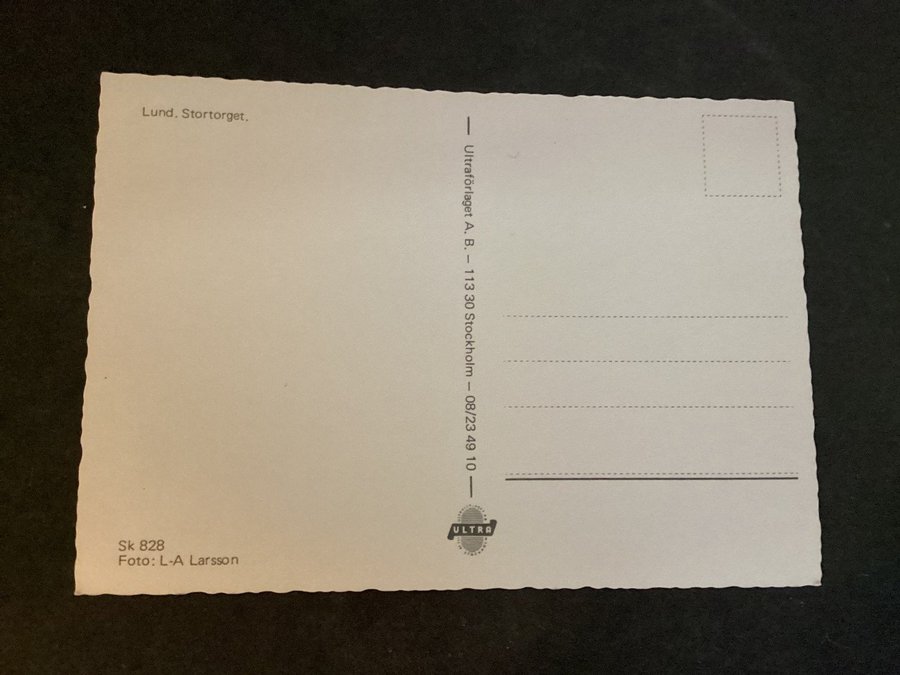 Lund. Stortorget.
Ultraförlaget A. B. – 113 30 Stockholm – 08/23 49 10
ULTRA
Sk 828
Foto: L-A Larsson